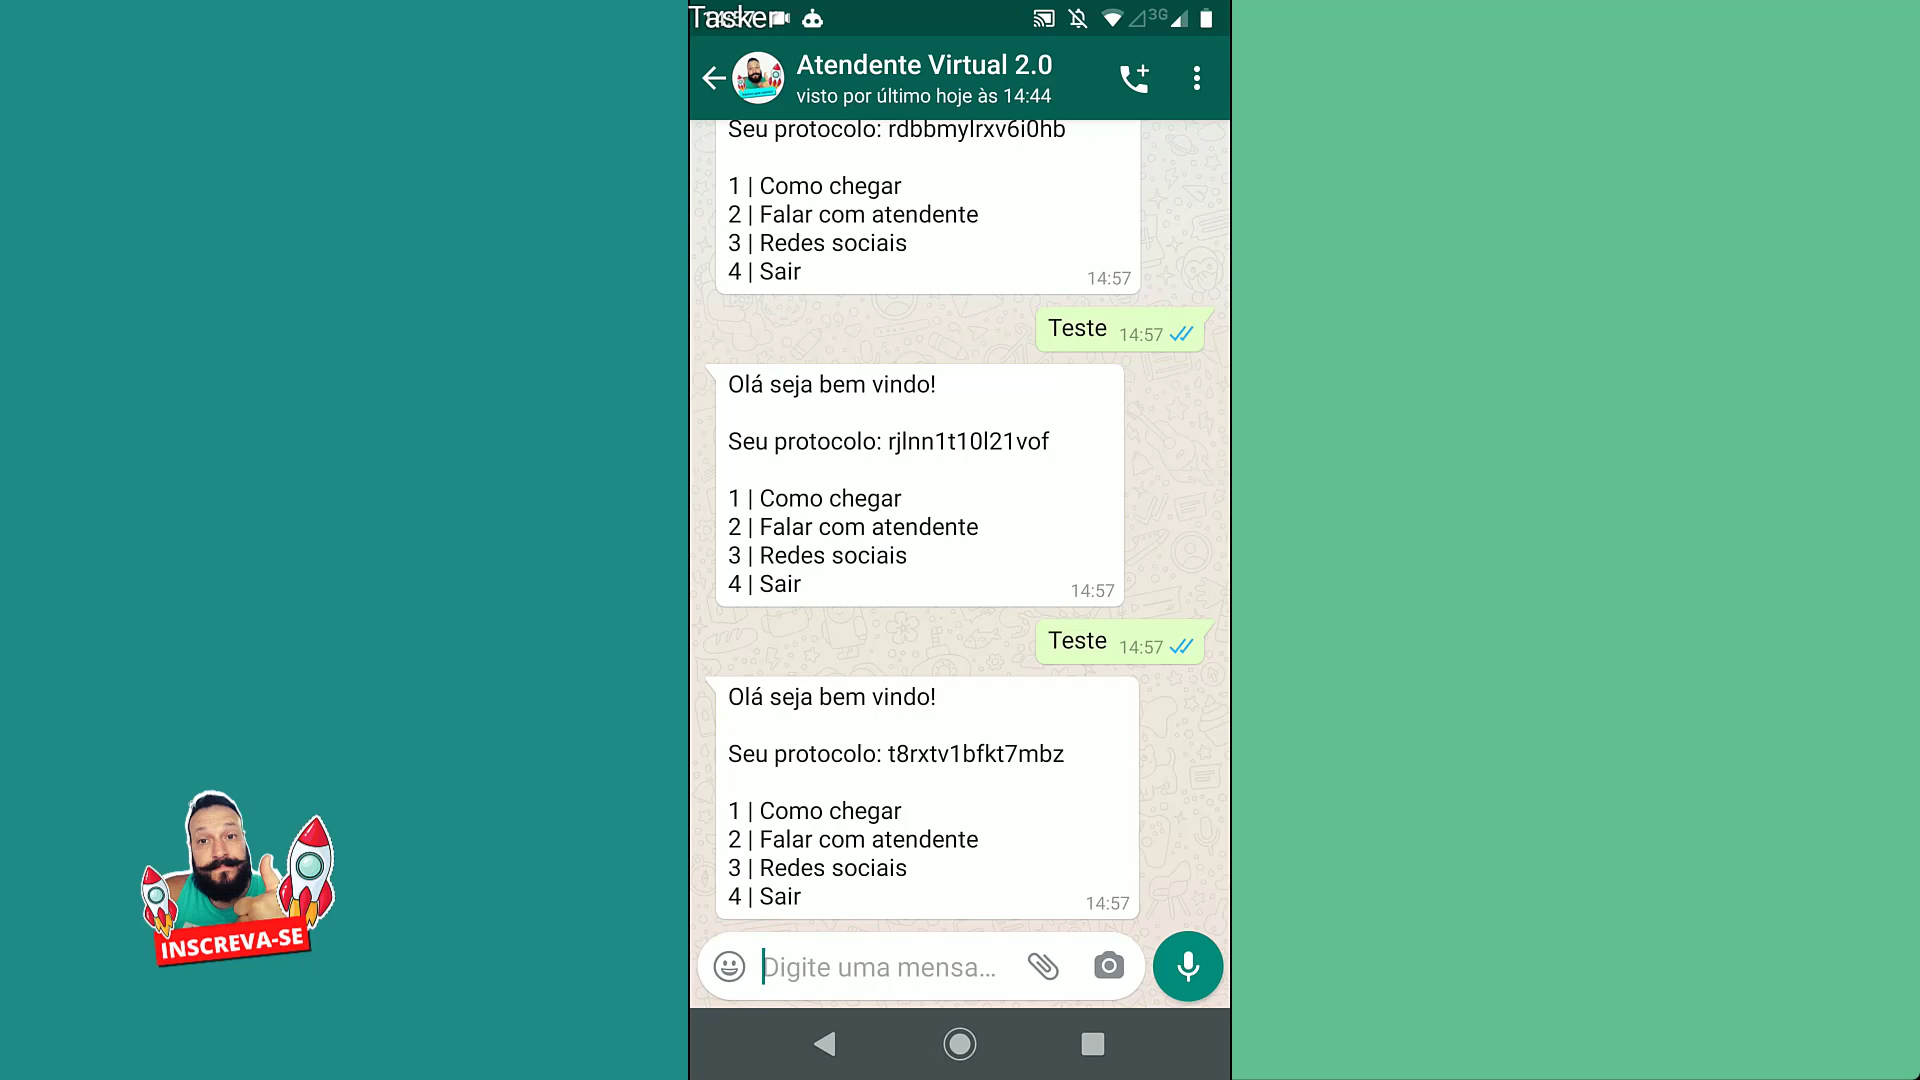 Tasker
3G
Atendente Virtual 2.0
visto por último hoje às 14:44
Seu protocolo: rdbbmylrxv6i0hb
1 | Como chegar
2 | Falar com atendente
3 | Redes sociais
4 | Sair
14:57
Teste 14:57
Olá seja bem vindo!
Seu protocolo: rjlnn1t10l21vof
1 | Como chegar
2 | Falar com atendente
3 | Redes sociais
4 | Sair
14:57
Teste 14:57
Olá seja bem vindo!
Seu protocolo: t8rxtv1bfkt7mbz
1 | Como chegar
2 | Falar com atendente
3 | Redes sociais
4 | Sair
14:57
Digite uma mensa...
INSCREVA-SE